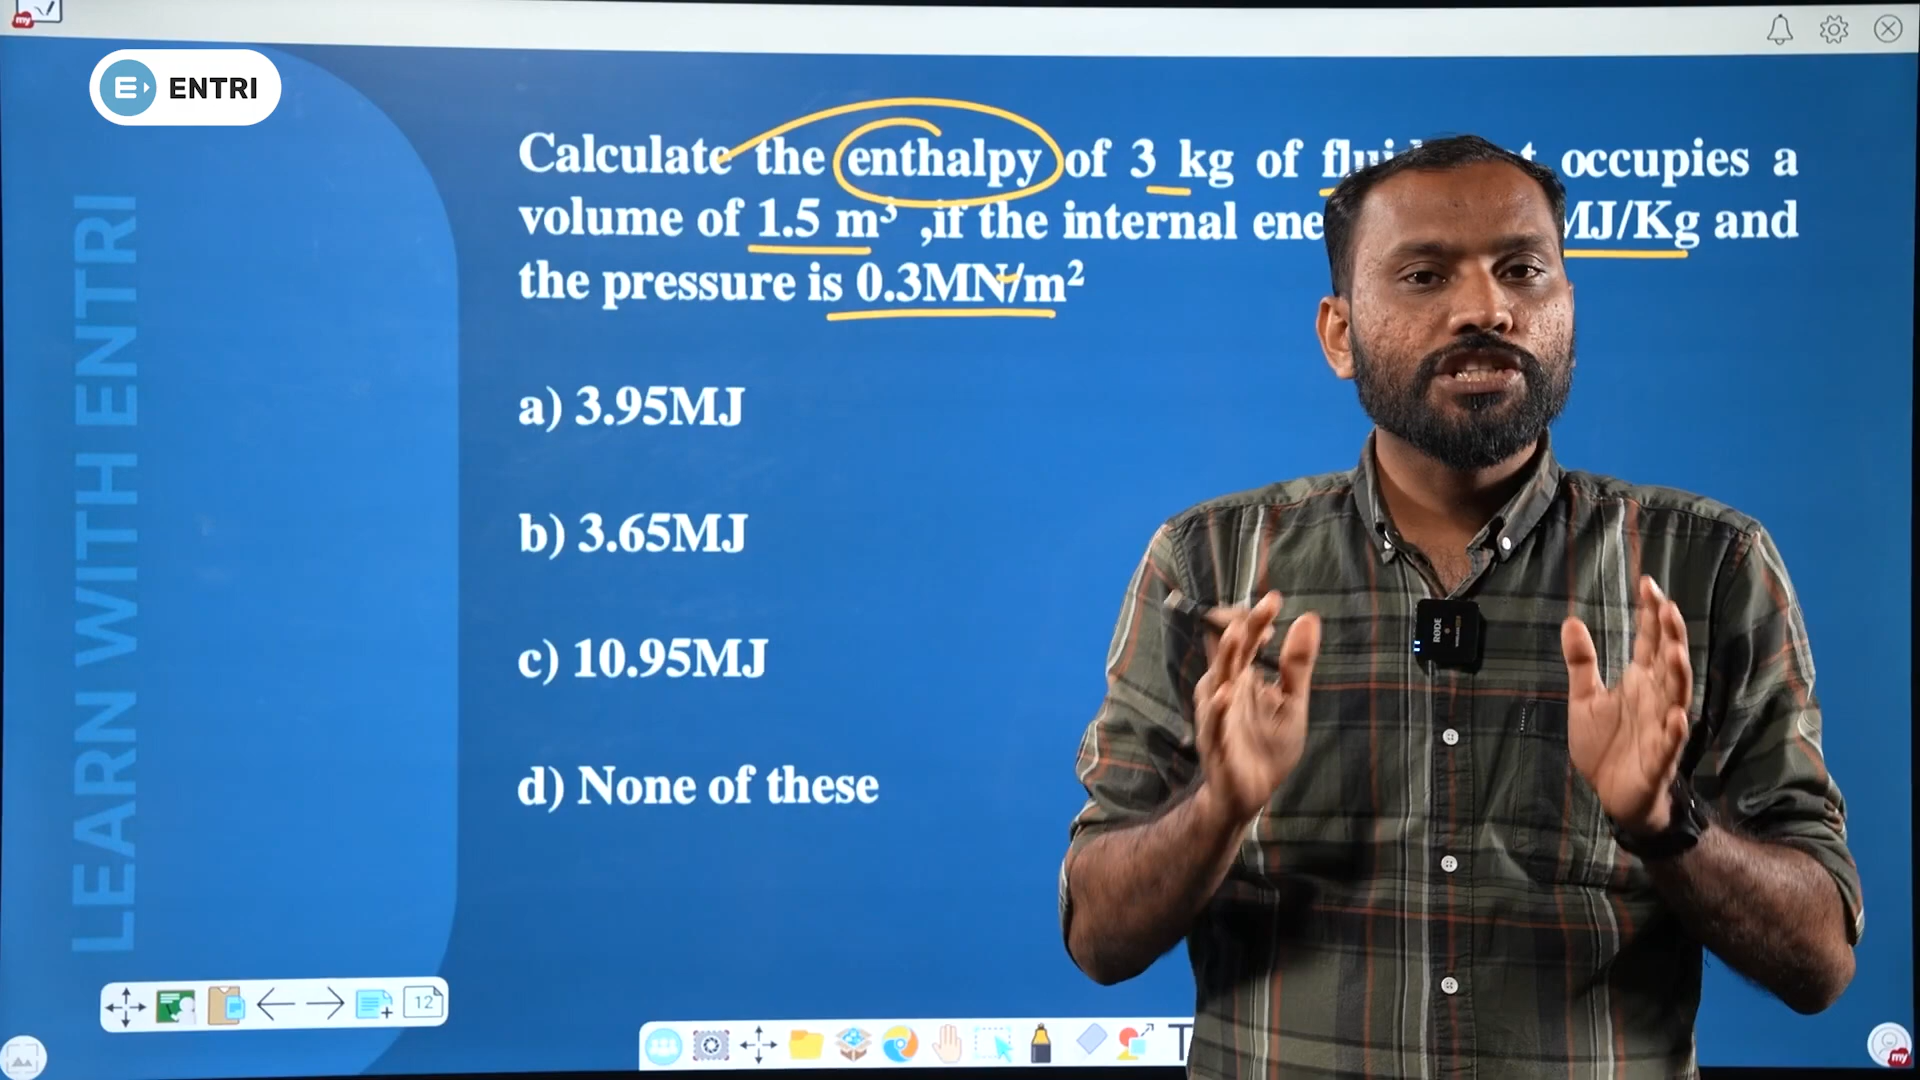 ENTRI
Calculate the enthalpy of 3 kg of occupies a
volume of 1.5 m³ ,if the internal MJ/Kg and
the pressure is 0.3MN/m²
a) 3.95MJ
b) 3.65MJ
c) 10.95MJ
d) None of these
LEARN WITH ENTRI
12
RØDE
my
my
T